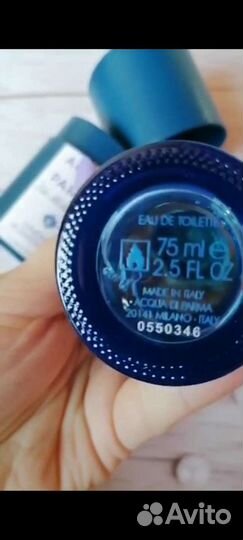 EAU DE TOILETTE
75 ml e
2.5 FL OZ
MADE IN ITALY
ACQUA DI PARMA
20141 MILANO - ITALY
0550346
Avito